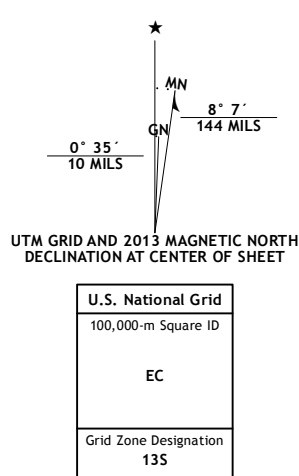 ★
MN
GN
8° 7´
144 MILS
0° 35´
10 MILS
UTM GRID AND 2013 MAGNETIC NORTH
DECLINATION AT CENTER OF SHEET
U.S. National Grid
100,000-m Square ID
EC
Grid Zone Designation
13S